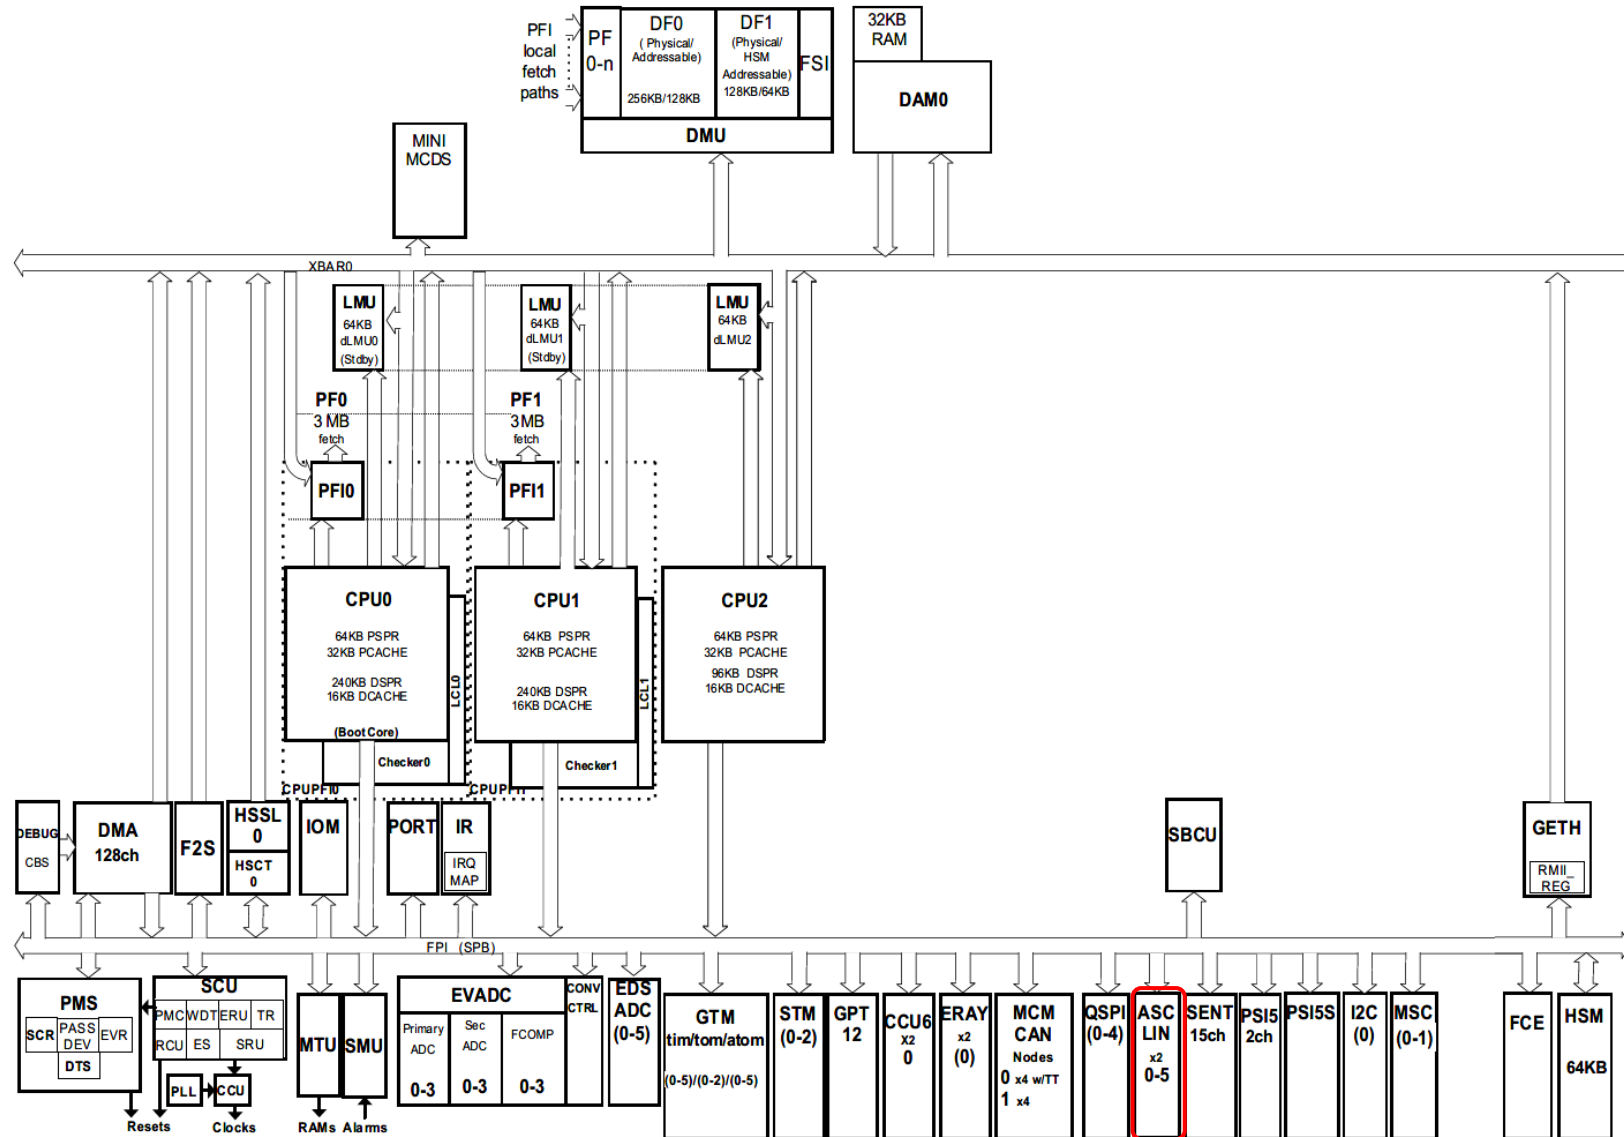 PFI
local
fetch
paths
PF
0-n
DF0
( Physical/
Addressable)
256KB/128KB
DF1
(Physical/
HSM
Addressable)
128KB/64KB
FSI
DMU
32KB
RAM
DAM0
MINI
MCDS
XBAR0
LMU
64KB
dLMU0
(Stdby)
LMU
64KB
dLMU1
(Stdby)
LMU
64KB
dLMU2
PF0
3 MB
fetch
PF1
3 MB
fetch
PFI0
PFI1
CPU0
64KB PSPR
32KB PCACHE
240KB DSPR
16KB DCACHE
(Boot Core)
LCL0
Checker0
CPUPFI0
CPU1
64KB PSPR
32KB PCACHE
240KB DSPR
16KB DCACHE
LCL1
Checker1
CPUPFI1
CPU2
64KB PSPR
32KB PCACHE
96KB DSPR
16KB DCACHE
DEBUG
CBS
DMA
128ch
F2S
HSSL
0
HSCT
0
IOM
PORT
IR
IRQ
MAP
SBCU
GETH
RMII_
REG
FPI (SPB)
PMS
SCR
PASS
DEV
EVR
DTS
SCU
PMC
WDT
ERU
TR
RCU
ES
SRU
PLL
CCU
Resets
Clocks
MTU
RAMs
SMU
Alarms
EVADC
Primary
ADC
0-3
Sec
ADC
0-3
FCOMP
0-3
CONV
CTRL
EDS
ADC
(0-5)
GTM
tim/tom/atom
(0-5)/(0-2)/(0-5)
STM
(0-2)
GPT
12
CCU6
X2
0
ERAY
x2
(0)
MCM
CAN
Nodes
0 x4 w/TT
1 x4
QSPI
(0-4)
ASC
LIN
x2
0-5
SENT
15ch
PSI5
2ch
PSI5S
I2C
(0)
MSC
(0-1)
FCE
HSM
64KB